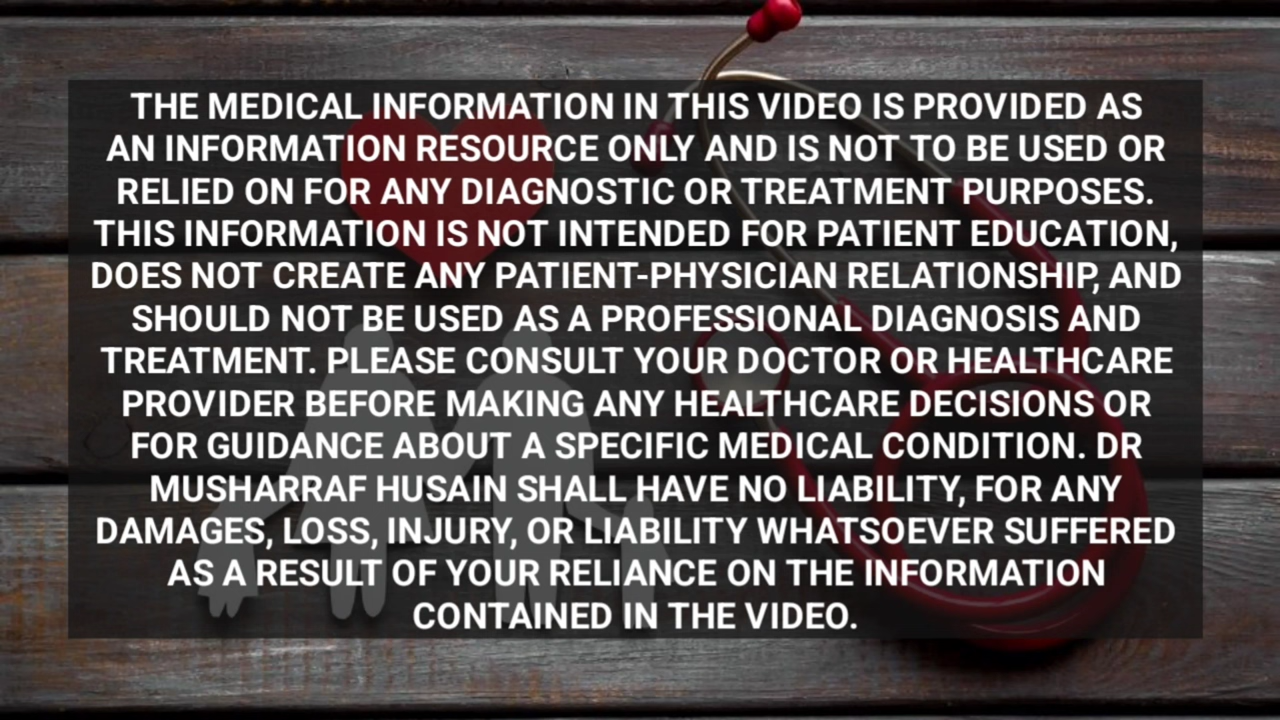 THE MEDICAL INFORMATION IN THIS VIDEO IS PROVIDED AS
AN INFORMATION RESOURCE ONLY AND IS NOT TO BE USED OR
RELIED ON FOR ANY DIAGNOSTIC OR TREATMENT PURPOSES.
THIS INFORMATION IS NOT INTENDED FOR PATIENT EDUCATION,
DOES NOT CREATE ANY PATIENT-PHYSICIAN RELATIONSHIP, AND
SHOULD NOT BE USED AS A PROFESSIONAL DIAGNOSIS AND
TREATMENT. PLEASE CONSULT YOUR DOCTOR OR HEALTHCARE
PROVIDER BEFORE MAKING ANY HEALTHCARE DECISIONS OR
FOR GUIDANCE ABOUT A SPECIFIC MEDICAL CONDITION. DR
MUSHARRAF HUSAIN SHALL HAVE NO LIABILITY, FOR ANY
DAMAGES, LOSS, INJURY, OR LIABILITY WHATSOEVER SUFFERED
AS A RESULT OF YOUR RELIANCE ON THE INFORMATION
CONTAINED IN THE VIDEO.